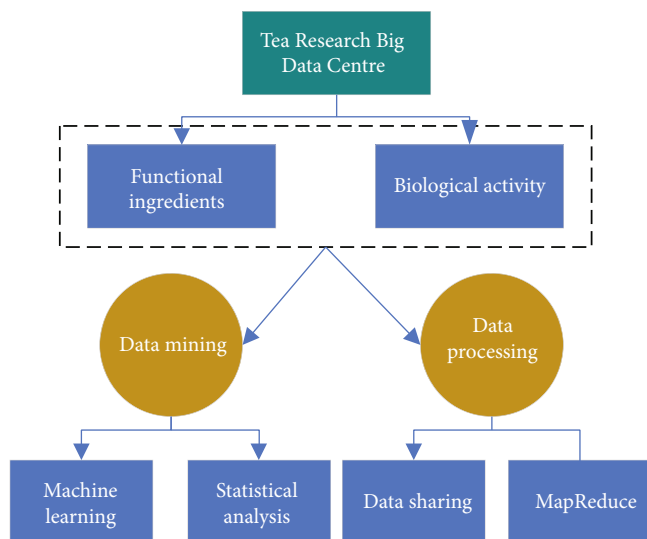 Tea Research Big
Data Centre
Functional
ingredients
Biological activity
Data mining
Data
processing
Machine
learning
Statistical
analysis
Data sharing
MapReduce